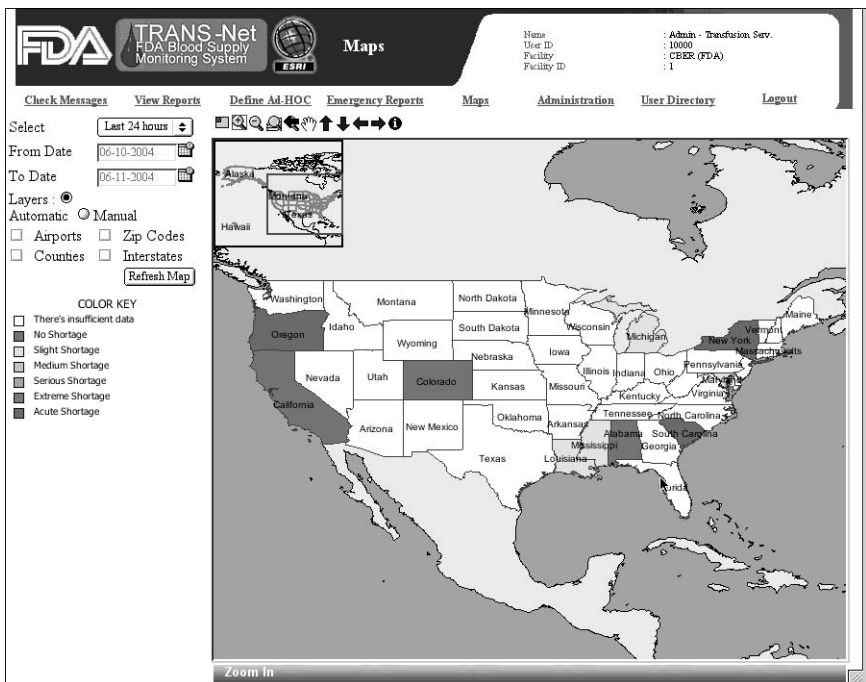 FDA
TRANS-Net
FDA Blood Supply
Monitoring System
ESRI
Maps
Name : Admin - Transfusion Serv.
User ID : 10000
Facility : CBER (FDA)
Facility ID : 1
Check Messages View Reports Define Ad-HOC Emergency Reports Maps Administration User Directory Logout
Select Last 24 hours
From Date 06-10-2004
To Date 06-11-2004
Layers :
Automatic Manual
Airports Zip Codes
Counties Interstates
Refresh Map
COLOR KEY
There's insufficient data
No Shortage
Slight Shortage
Medium Shortage
Serious Shortage
Extreme Shortage
Acute Shortage
Alaska
Montana
Texas
Hawaii
Washington
Montana
North Dakota
Minnesota
Maine
Oregon
Idaho
South Dakota
Wisconsin
Michigan
Vermont
New York
Massachusetts
Wyoming
Nebraska
Iowa
Pennsylvania
Nevada
Utah
Colorado
Kansas
Missouri
Illinois
Indiana
Ohio
Maryland
Kentucky
Virginia
California
Arizona
New Mexico
Oklahoma
Arkansas
Tennessee
North Carolina
Texas
Louisiana
Mississippi
Alabama
Georgia
South Carolina
Florida
Zoom In